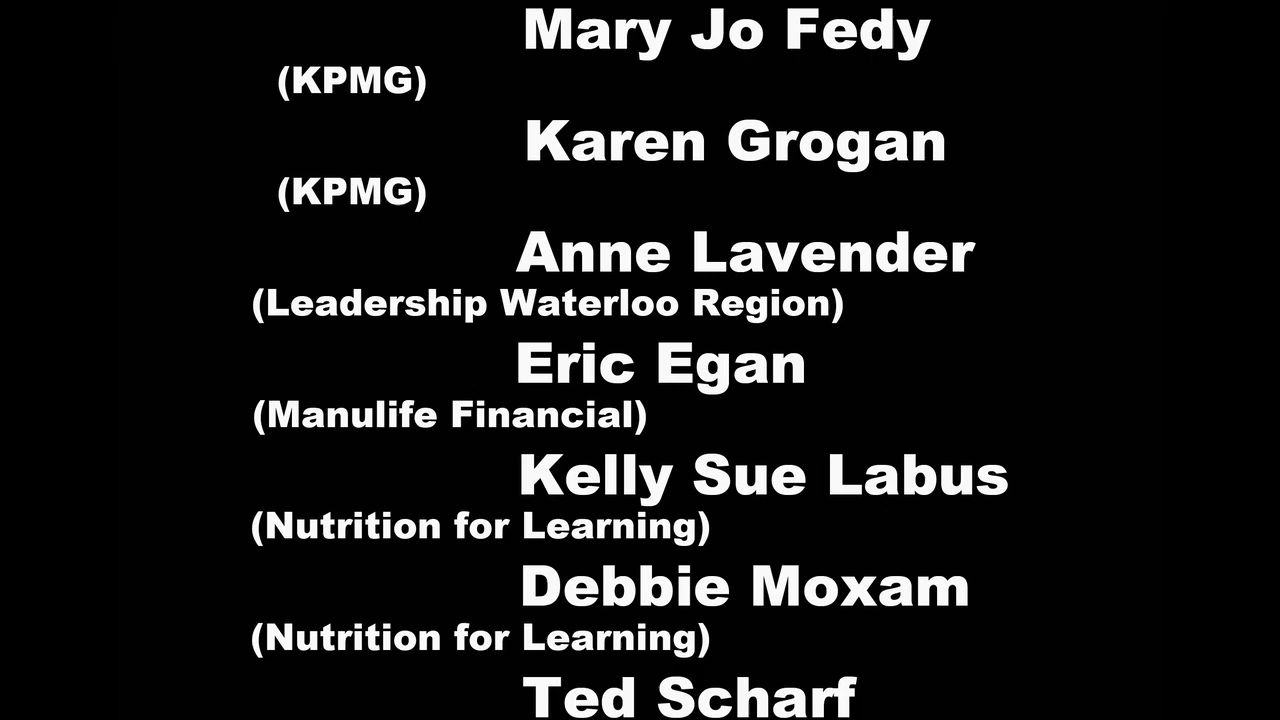 Mary Jo Fedy
(KPMG)
Karen Grogan
(KPMG)
Anne Lavender
(Leadership Waterloo Region)
Eric Egan
(Manulife Financial)
Kelly Sue Labus
(Nutrition for Learning)
Debbie Moxam
(Nutrition for Learning)
Ted Scharf